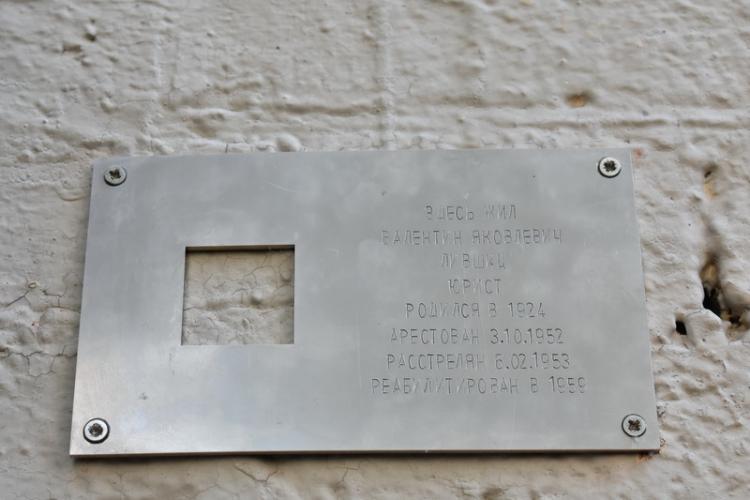 ЗДЕСЬ ЖИЛ
ВАЛЕНТИН ЯКОВЛЕВИЧ
ЛИВШИЦ
ЮРИСТ
РОДИЛСЯ В 1924
АРЕСТОВАН 3.10.1952
РАССТРЕЛЯН 6.02.1953
РЕАБИЛИТИРОВАН В 1959